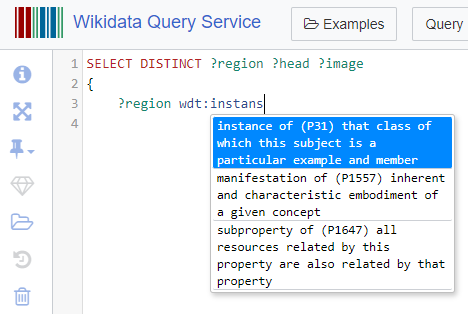 Wikidata Query Service
Examples
Query
1 SELECT DISTINCT ?region ?head ?image
2 {
3 ?region wdt:instans
4
instance of (P31) that class of
which this subject is a
particular example and member
manifestation of (P1557) inherent
and characteristic embodiment of
a given concept
subproperty of (P1647) all
resources related by this
property are also related by that
property